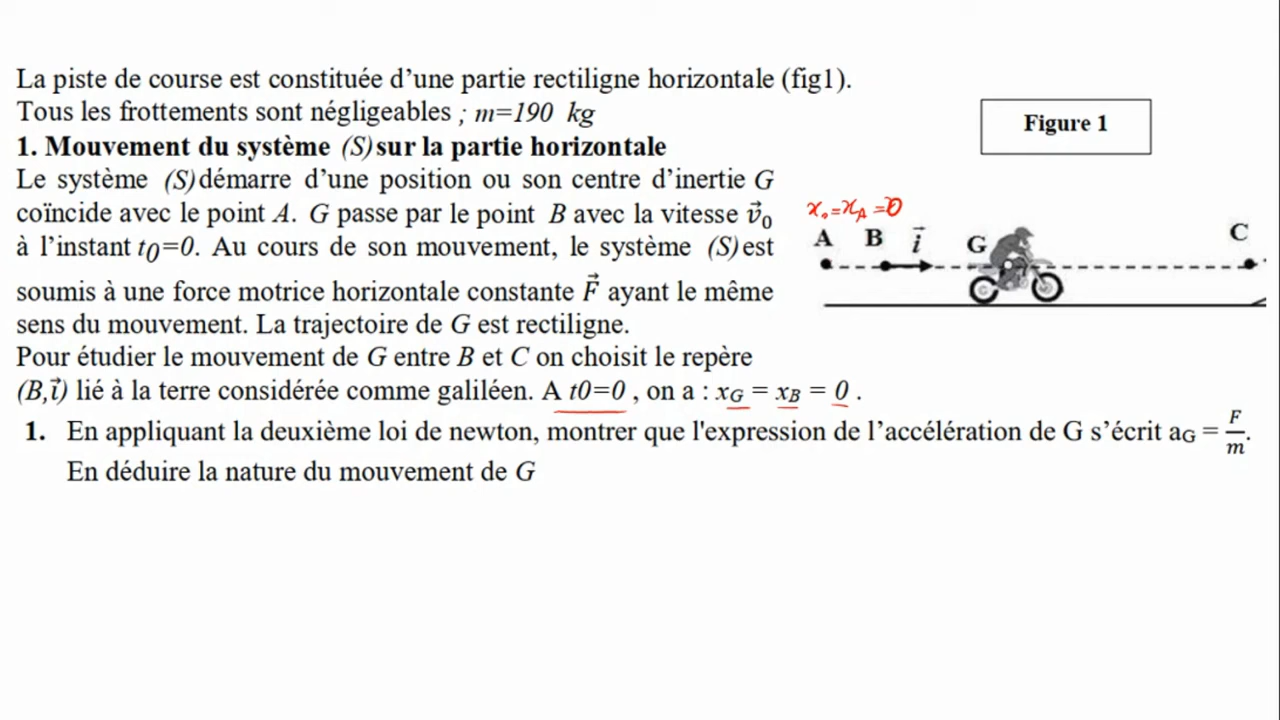 La piste de course est constituée d’une partie rectiligne horizontale (fig1).
Tous les frottements sont négligeables ; m=190 kg
Figure 1
1. Mouvement du système (S) sur la partie horizontale
Le système (S) démarre d’une position ou son centre d’inertie G
coïncide avec le point A. G passe par le point B avec la vitesse v⃗₀
à l’instant t₀=0. Au cours de son mouvement, le système (S) est
soumis à une force motrice horizontale constante F⃗ ayant le même
sens du mouvement. La trajectoire de G est rectiligne.
x₀=x_A=0
A B i⃗ G C
Pour étudier le mouvement de G entre B et C on choisit le repère
(B,i⃗) lié à la terre considérée comme galiléen. A t0=0 , on a : x_G = x_B = 0 .
1. En appliquant la deuxième loi de newton, montrer que l'expression de l’accélération de G s’écrit a_G = F/m.
En déduire la nature du mouvement de G